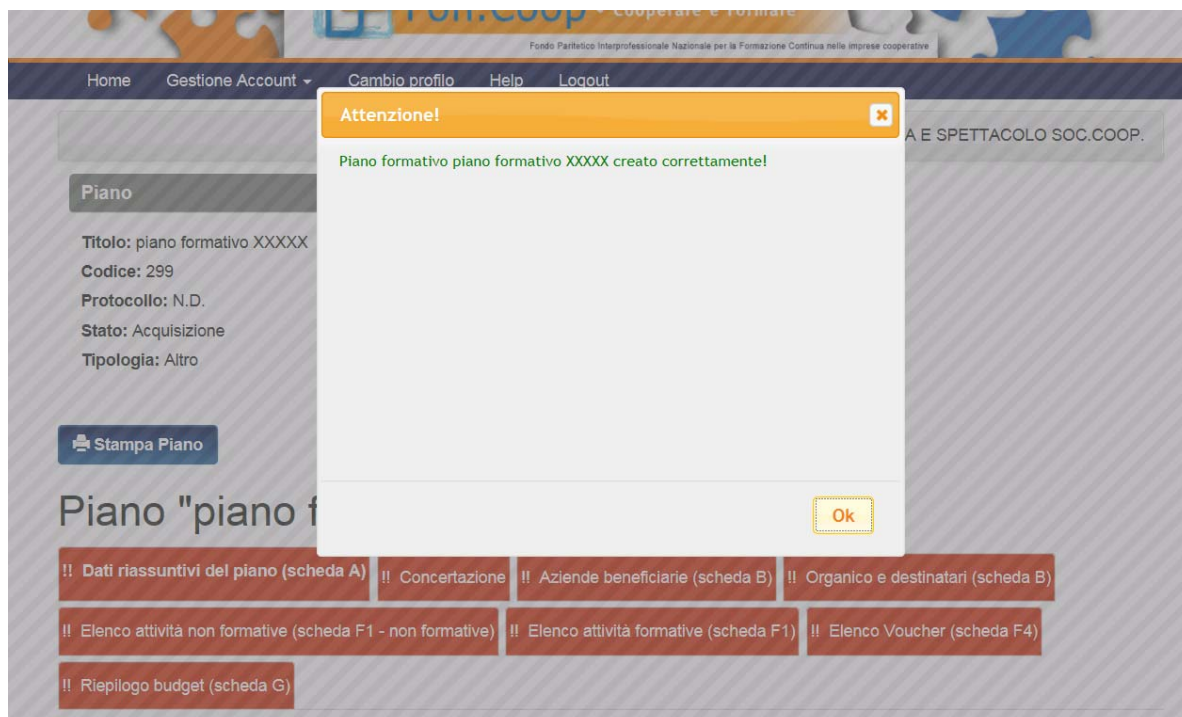 Fon.Coop - Cooperare è Formare
Fondo Paritetico Interprofessionale Nazionale per la Formazione Continua nelle imprese cooperative
Home Gestione Account Cambio profilo Help Logout
Attenzione!
A E SPETTACOLO SOC.COOP.
Piano formativo piano formativo XXXXX creato correttamente!
Piano
Titolo: piano formativo XXXXX
Codice: 299
Protocollo: N.D.
Stato: Acquisizione
Tipologia: Altro
Stampa Piano
Piano "piano f
Ok
!! Dati riassuntivi del piano (scheda A) !! Concertazione !! Aziende beneficiarie (scheda B) !! Organico e destinatari (scheda B)
!! Elenco attività non formative (scheda F1 - non formative) !! Elenco attività formative (scheda F1) !! Elenco Voucher (scheda F4)
!! Riepilogo budget (scheda G)